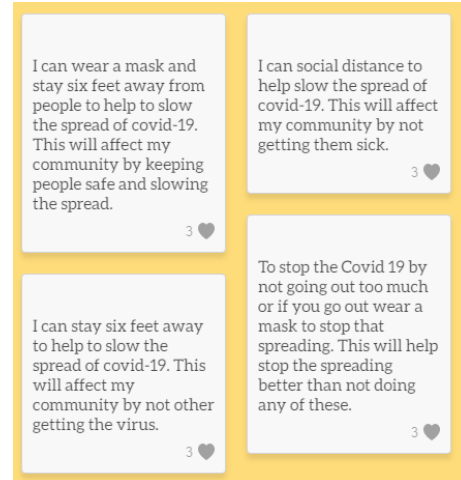 I can wear a mask and
stay six feet away from
people to help to slow
the spread of covid-19.
This will affect my
community by keeping
people safe and slowing
the spread.
3
I can social distance to
help slow the spread of
covid-19. This will affect
my community by not
getting them sick.
3
I can stay six feet away
to help to slow the
spread of covid-19. This
will affect my
community by not other
getting the virus.
3
To stop the Covid 19 by
not going out too much
or if you go out wear a
mask to stop that
spreading. This will help
stop the spreading
better than not doing
any of these.
3